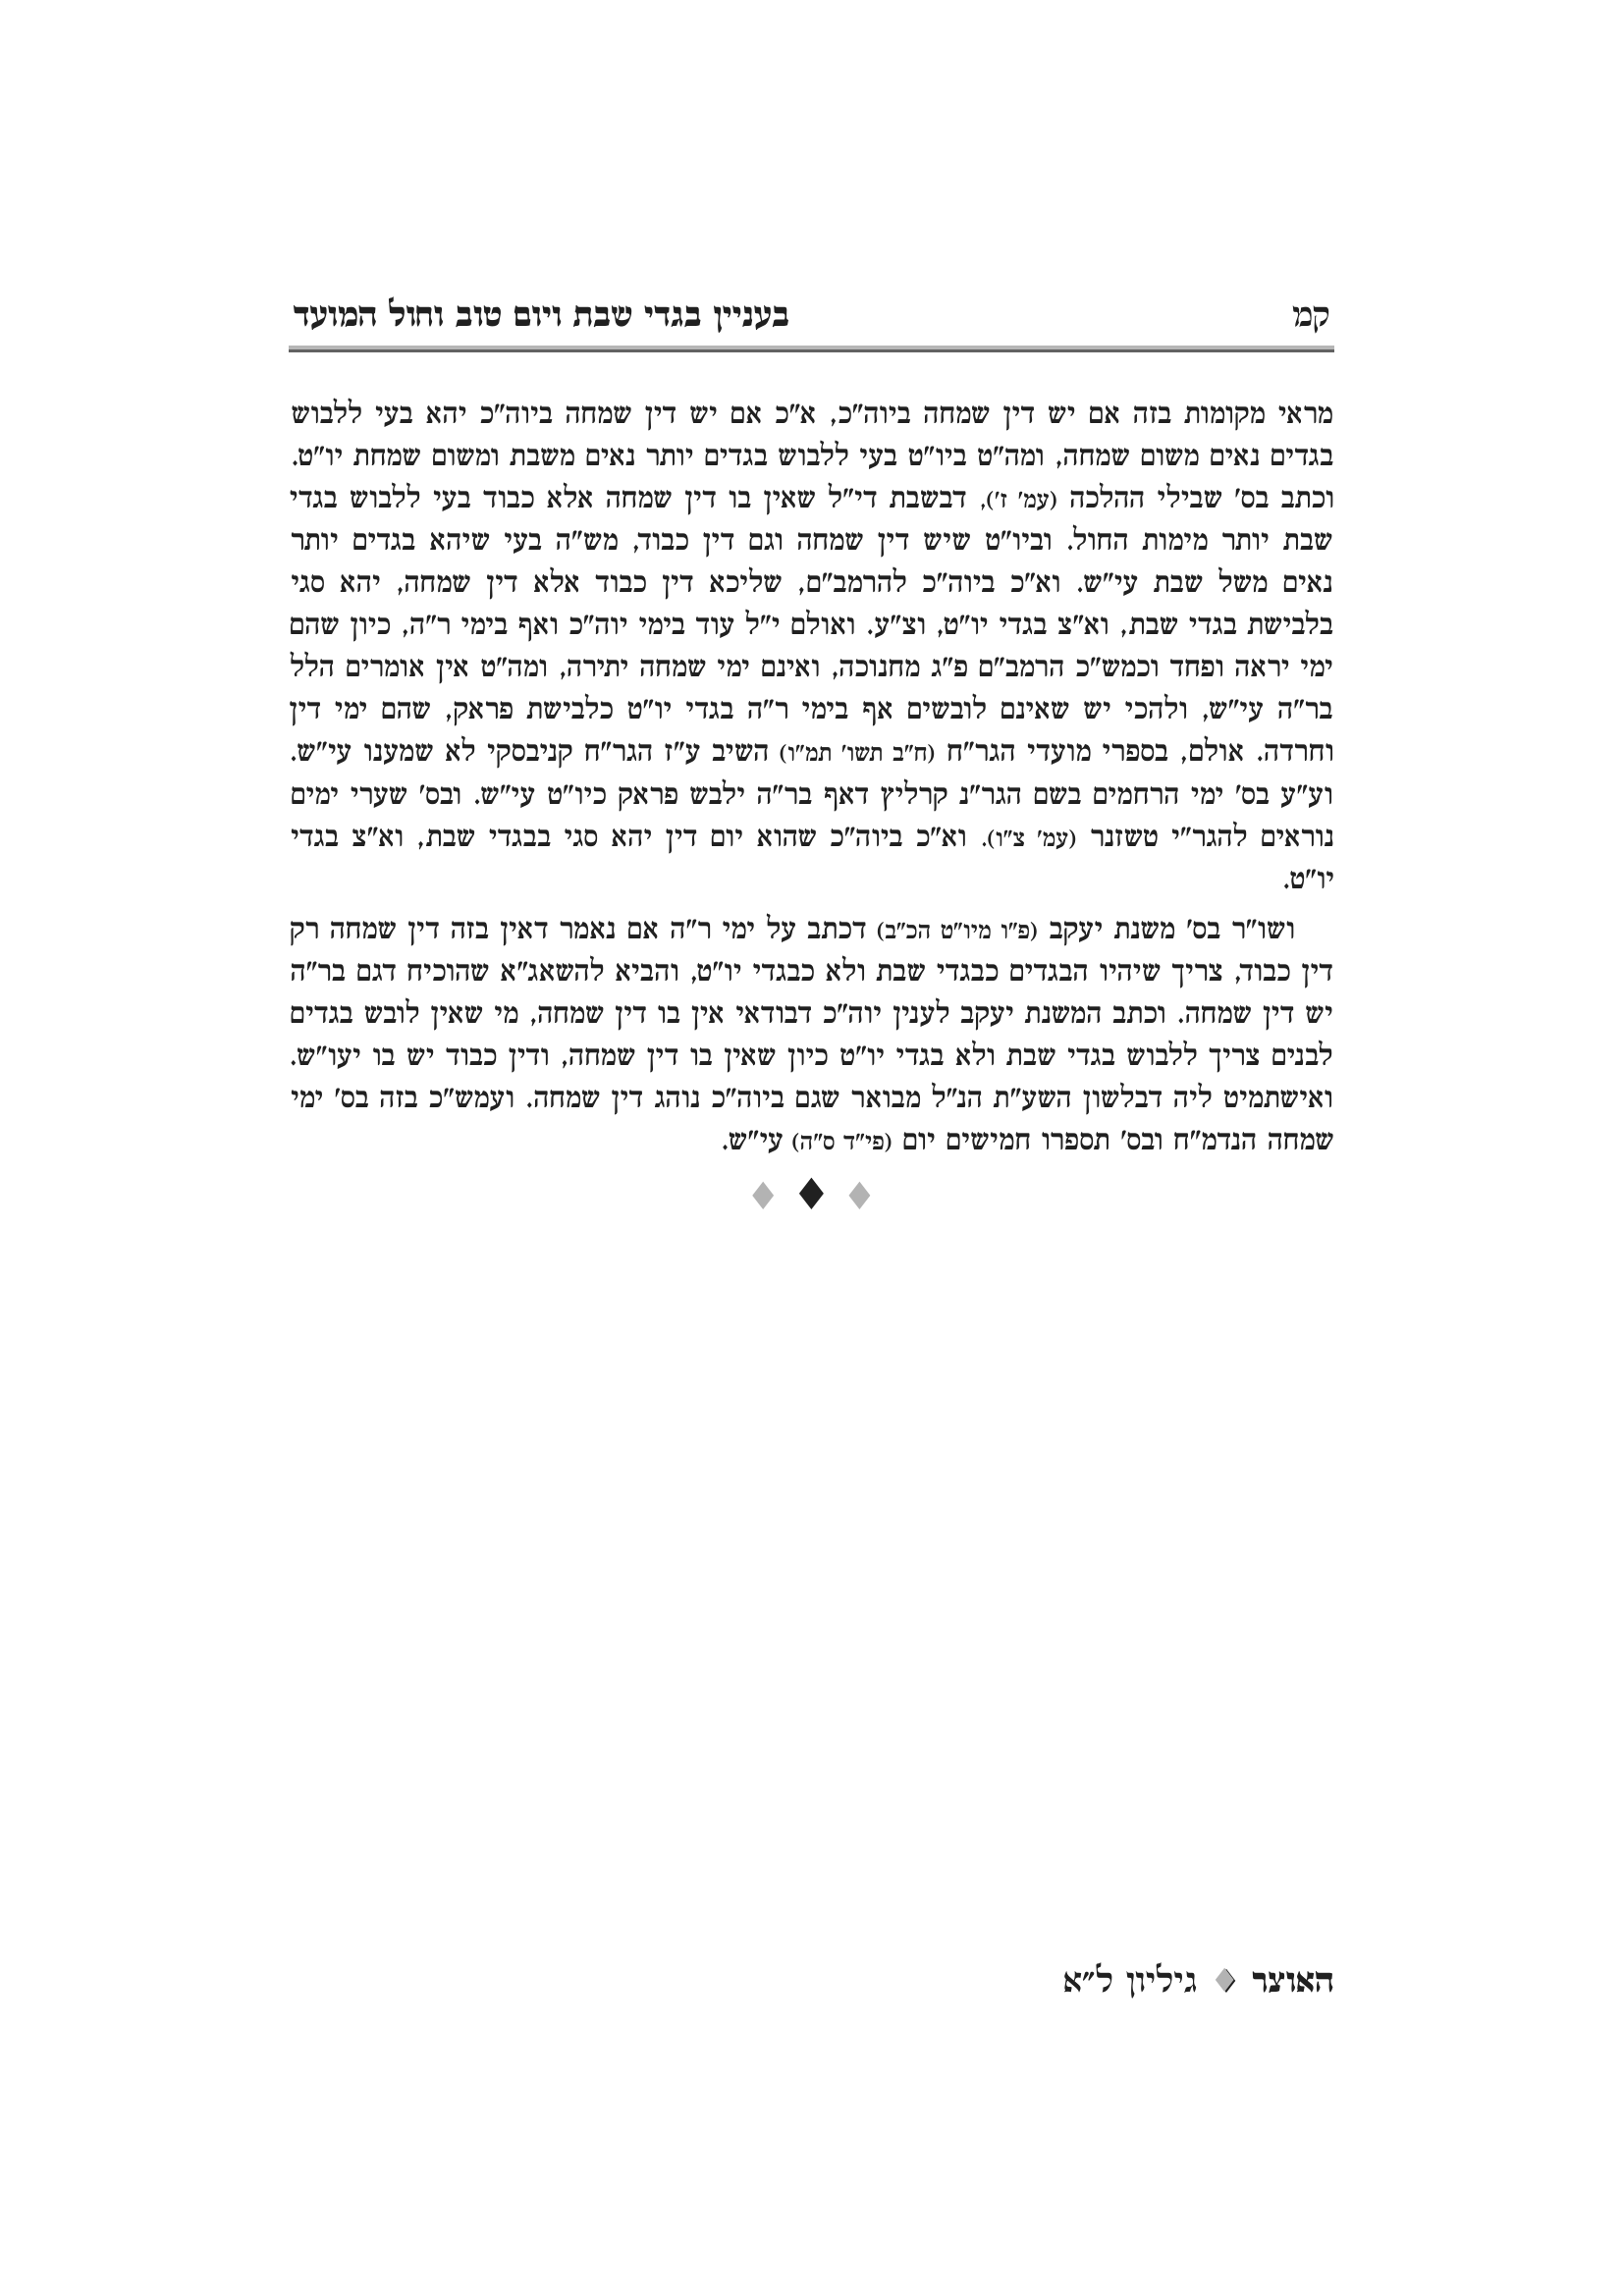 קמ בעניין בגדי שבת ויום טוב וחול המועד
מראי מקומות בזה אם יש דין שמחה ביוה"כ, א"כ אם יש דין שמחה ביוה"כ יהא בעי ללבוש
בגדים נאים משום שמחה, ומה"ט ביו"ט בעי ללבוש בגדים יותר נאים משבת ומשום שמחת יו"ט.
וכתב בס' שבילי ההלכה (עמ' ז'), דבשבת די"ל שאין בו דין שמחה אלא כבוד בעי ללבוש בגדי
שבת יותר מימות החול. וביו"ט שיש דין שמחה וגם דין כבוד, מש"ה בעי שיהא בגדים יותר
נאים משל שבת עי"ש. וא"כ ביוה"כ להרמב"ם, שליכא דין כבוד אלא דין שמחה, יהא סגי
בלבישת בגדי שבת, וא"צ בגדי יו"ט, וצ"ע. ואולם י"ל עוד בימי יוה"כ ואף בימי ר"ה, כיון שהם
ימי יראה ופחד וכמש"כ הרמב"ם פ"ג מחנוכה, ואינם ימי שמחה יתירה, ומה"ט אין אומרים הלל
בר"ה עי"ש, ולהכי יש שאינם לובשים אף בימי ר"ה בגדי יו"ט כלבישת פראק, שהם ימי דין
וחרדה. אולם, בספרי מועדי הגר"ח (ח"ב תשו' תמ"ו) השיב ע"ז הגר"ח קניבסקי לא שמענו עי"ש.
וע"ע בס' ימי הרחמים בשם הגר"נ קרליץ דאף בר"ה ילבש פראק כיו"ט עי"ש. ובס' שערי ימים
נוראים להגר"י טשזנר (עמ' צ"ו). וא"כ ביוה"כ שהוא יום דין יהא סגי בבגדי שבת, וא"צ בגדי
יו"ט.
ושו"ר בס' משנת יעקב (פ"ו מיו"ט הכ"ב) דכתב על ימי ר"ה אם נאמר דאין בזה דין שמחה רק
דין כבוד, צריך שיהיו הבגדים כבגדי שבת ולא כבגדי יו"ט, והביא להשאג"א שהוכיח דגם בר"ה
יש דין שמחה. וכתב המשנת יעקב לענין יוה"כ דבודאי אין בו דין שמחה, מי שאין לובש בגדים
לבנים צריך ללבוש בגדי שבת ולא בגדי יו"ט כיון שאין בו דין שמחה, ודין כבוד יש בו יעו"ש.
ואישתמיט ליה דבלשון השע"ת הנ"ל מבואר שגם ביוה"כ נוהג דין שמחה. ועמש"כ בזה בס' ימי
שמחה הנדמ"ח ובס' תספרו חמישים יום (פי"ד ס"ה) עי"ש.
האוצר ♦ גיליון ל"א